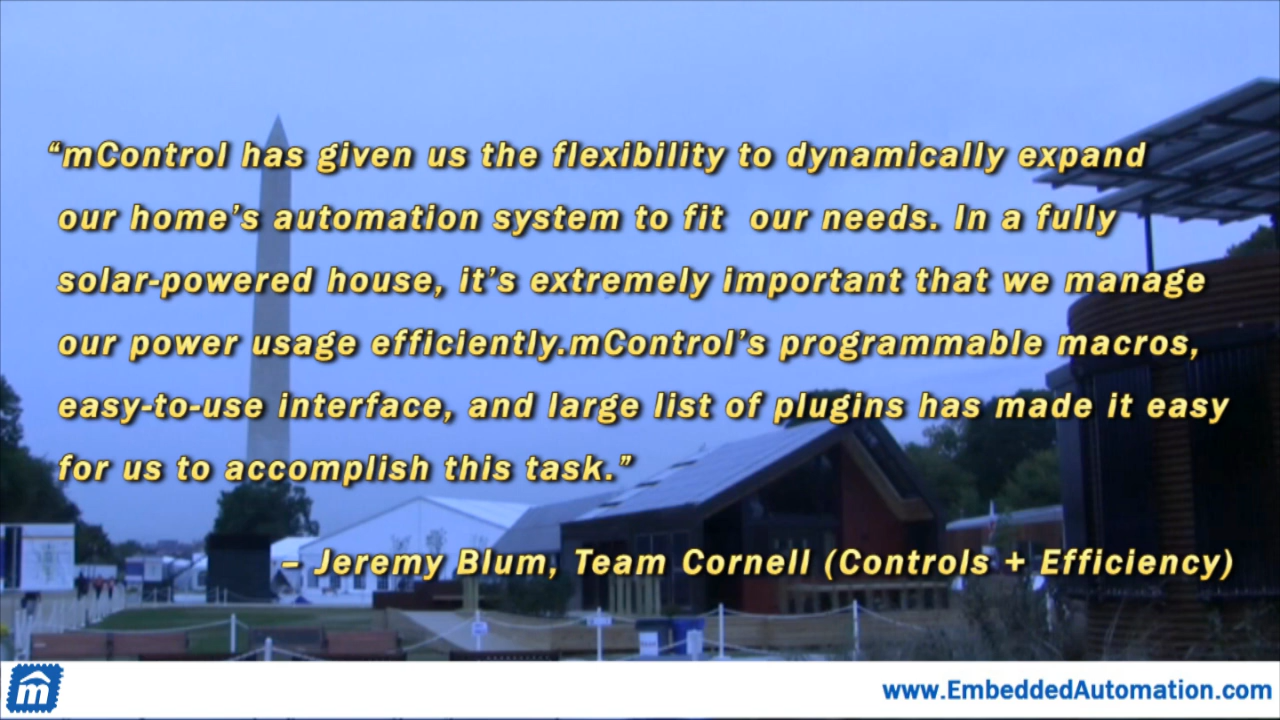 “mControl has given us the flexibility to dynamically expand
our home’s automation system to fit  our needs. In a fully
solar-powered house, it’s extremely important that we manage
our power usage efficiently.mControl’s programmable macros,
easy-to-use interface, and large list of plugins has made it easy
for us to accomplish this task.”
– Jeremy Blum, Team Cornell (Controls + Efficiency)
m
www.EmbeddedAutomation.com